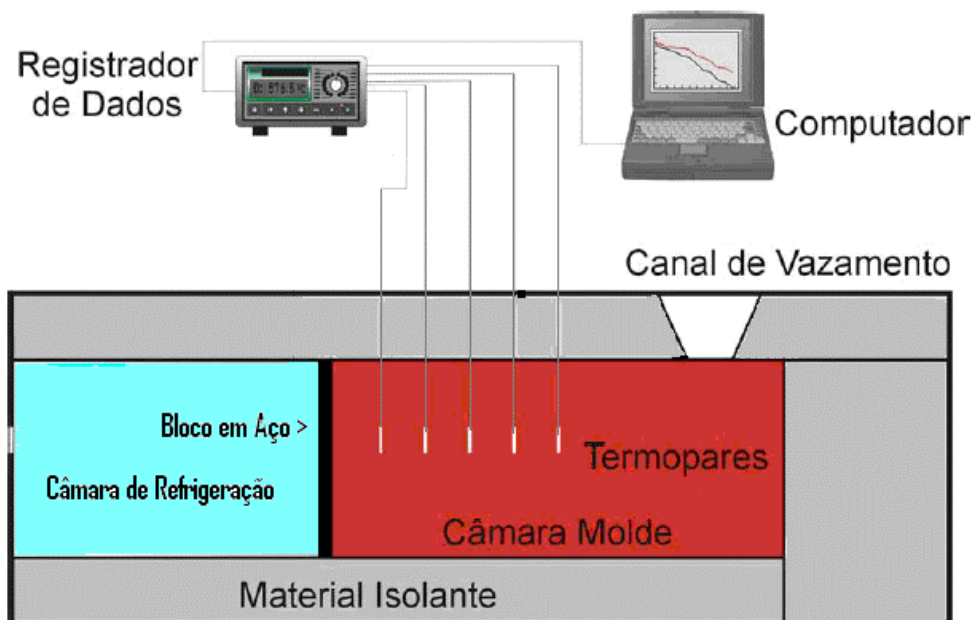 Registrador
de Dados
Computador
Canal de Vazamento
Bloco em Aço >
Câmara de Refrigeração
Termopares
Câmara Molde
Material Isolante